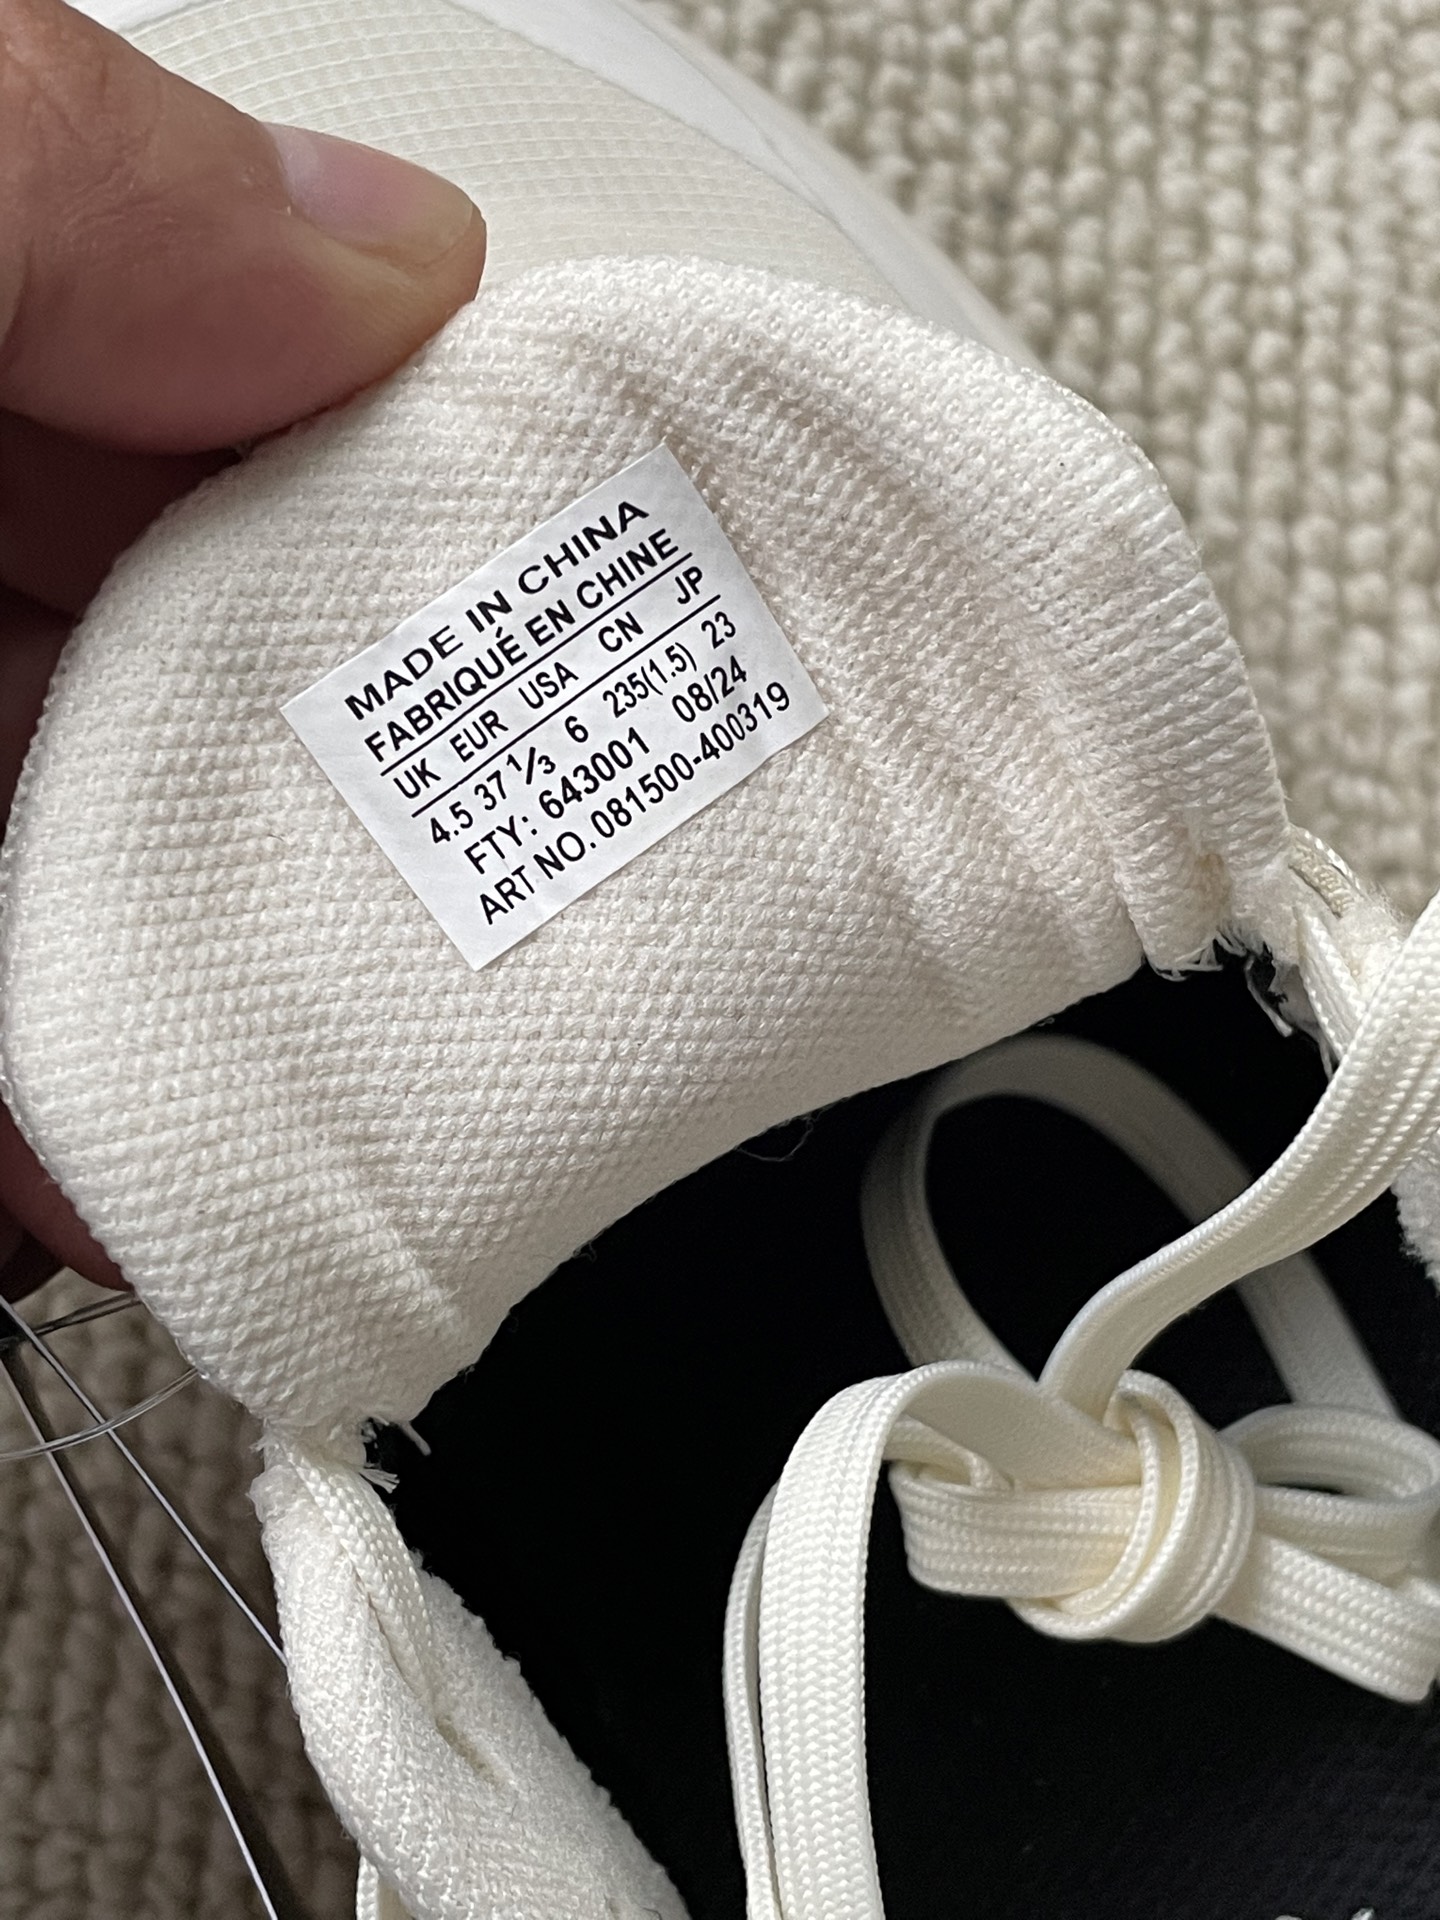 MADE IN CHINA
FABRIQUÉ EN CHINE
UK EUR USA CN JP
4.5 37 1/3 6 235(1.5) 23
FTY: 643001 08/24
ART NO. 081500-400319